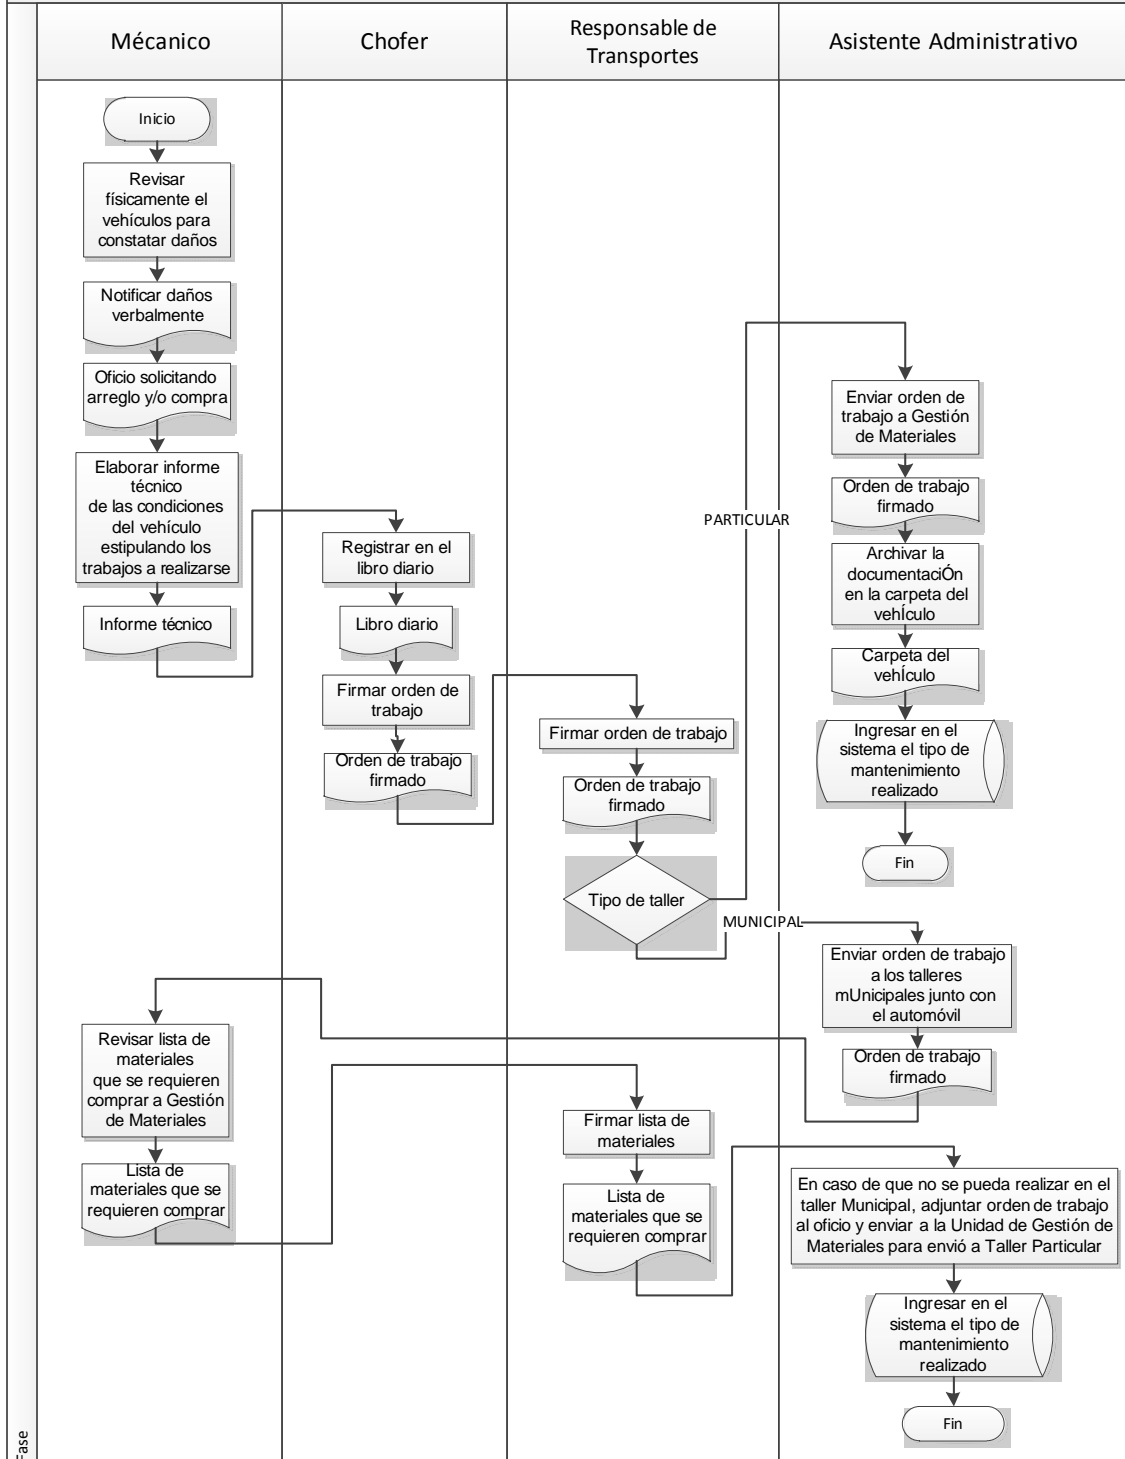 Mécanico
Chofer
Responsable de
Transportes
Asistente Administrativo
Inicio
Revisar
físicamente el
vehículos para
constatar daños
Notificar daños
verbalmente
Oficio solicitando
arreglo y/o compra
Elaborar informe
técnico
de las condiciones
del vehículo
estipulando los
trabajos a realizarse
Informe técnico
Registrar en el
libro diario
Libro diario
Firmar orden de
trabajo
Orden de trabajo
firmado
Firmar orden de trabajo
Orden de trabajo
firmado
Tipo de taller
PARTICULAR
MUNICIPAL
Enviar orden de
trabajo a Gestión
de Materiales
Orden de trabajo
firmado
Archivar la
documentaciÓn
en la carpeta del
vehÍculo
Carpeta del
vehÍculo
Ingresar en el
sistema el tipo de
mantenimiento
realizado
Fin
Enviar orden de trabajo
a los talleres
mUnicipales junto con
el automóvil
Orden de trabajo
firmado
Revisar lista de
materiales
que se requieren
comprar a Gestión
de Materiales
Lista de
materiales que se
requieren comprar
Firmar lista de
materiales
Lista de
materiales que se
requieren comprar
En caso de que no se pueda realizar en el
taller Municipal, adjuntar orden de trabajo
al oficio y enviar a la Unidad de Gestión de
Materiales para envió a Taller Particular
Ingresar en el
sistema el tipo de
mantenimiento
realizado
Fin
Fase